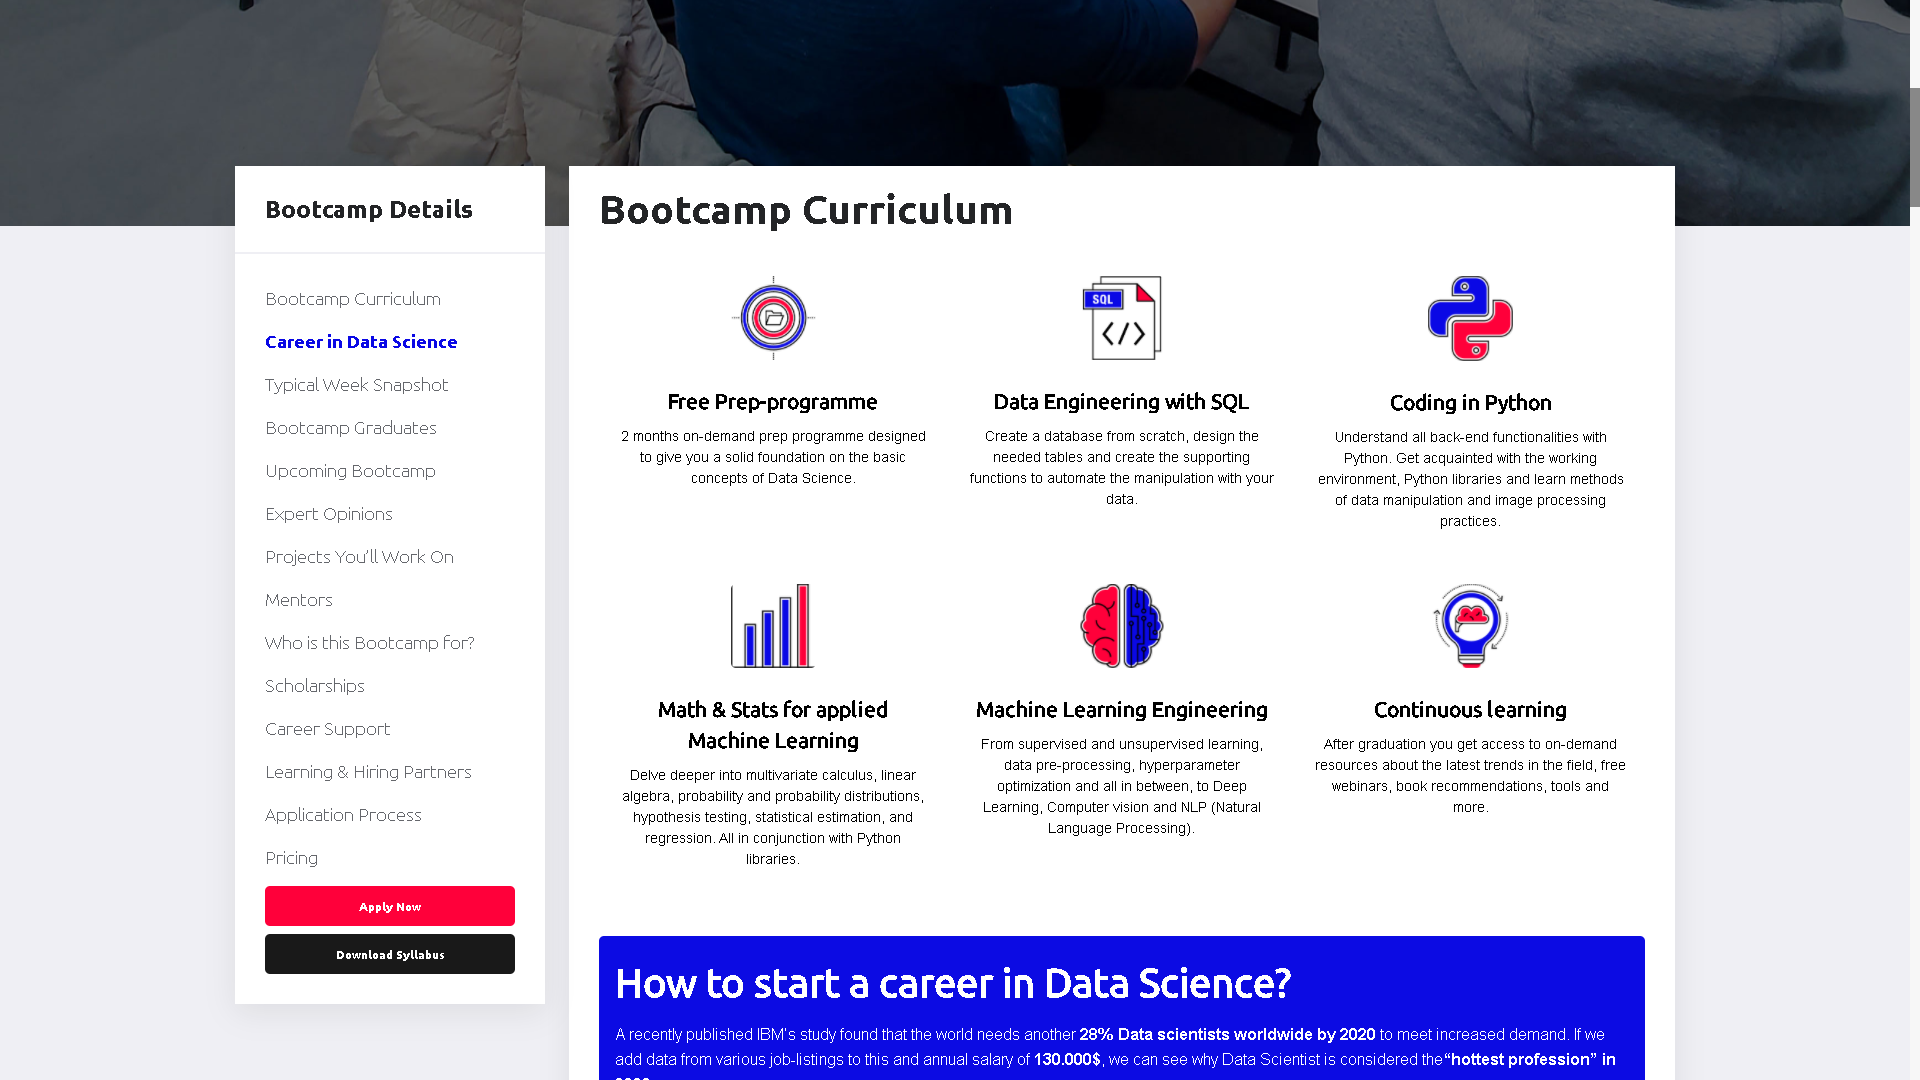 Bootcamp Details
Bootcamp Curriculum
Career in Data Science
Typical Week Snapshot
Bootcamp Graduates
Upcoming Bootcamp
Expert Opinions
Projects You’ll Work On
Mentors
Who is this Bootcamp for?
Scholarships
Career Support
Learning & Hiring Partners
Application Process
Pricing
Apply Now
Download Syllabus
Bootcamp Curriculum
Free Prep-programme
2 months on-demand prep programme designed
to give you a solid foundation on the basic
concepts of Data Science.
SQL
Data Engineering with SQL
Create a database from scratch, design the
needed tables and create the supporting
functions to automate the manipulation with your
data.
Coding in Python
Understand all back-end functionalities with
Python. Get acquainted with the working
environment, Python libraries and learn methods
of data manipulation and image processing
practices.
Math & Stats for applied
Machine Learning
Delve deeper into multivariate calculus, linear
algebra, probability and probability distributions,
hypothesis testing, statistical estimation, and
regression. All in conjunction with Python
libraries.
Machine Learning Engineering
From supervised and unsupervised learning,
data pre-processing, hyperparameter
optimization and all in between, to Deep
Learning, Computer vision and NLP (Natural
Language Processing).
Continuous learning
After graduation you get access to on-demand
resources about the latest trends in the field, free
webinars, book recommendations, tools and
more.
How to start a career in Data Science?
A recently published IBM’s study found that the world needs another 28% Data scientists worldwide by 2020 to meet increased demand. If we
add data from various job-listings to this and annual salary of 130.000$, we can see why Data Scientist is considered the “hottest profession” in